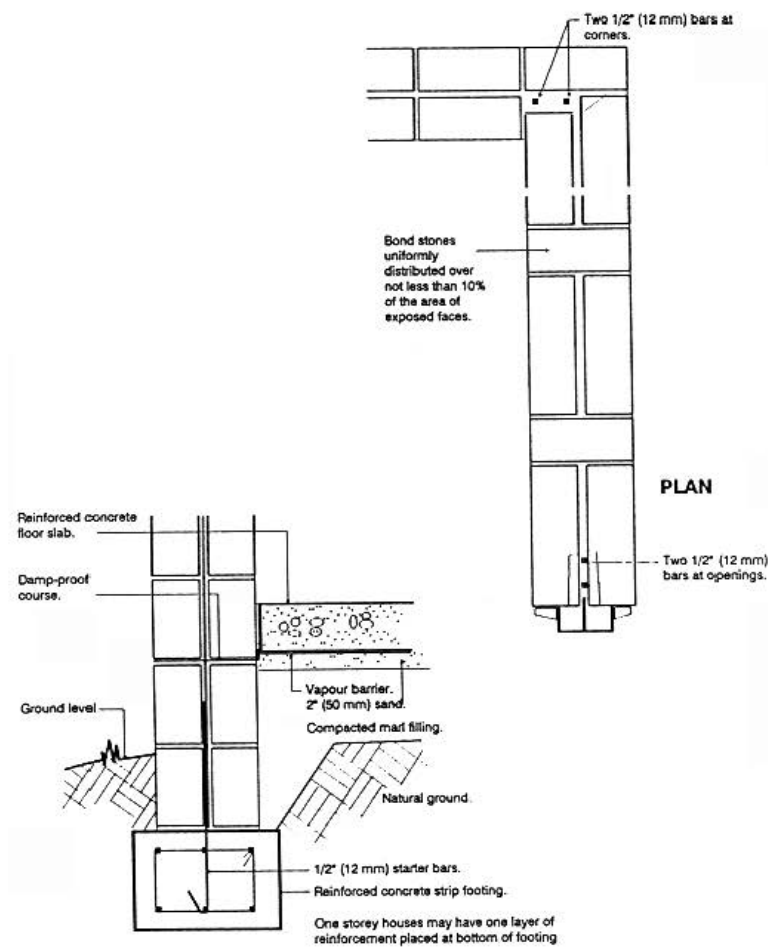 Two 1/2" (12 mm) bars at
corners.
Bond stones
uniformly
distributed over
not less than 10%
of the area of
exposed faces.
PLAN
Two 1/2" (12 mm)
bars at openings.
Reinforced concrete
floor slab.
Damp-proof
course.
Vapour barrier.
2" (50 mm) sand.
Ground level
Compacted marl filling.
Natural ground.
1/2" (12 mm) starter bars.
Reinforced concrete strip footing.
One storey houses may have one layer of
reinforcement placed at bottom of footing